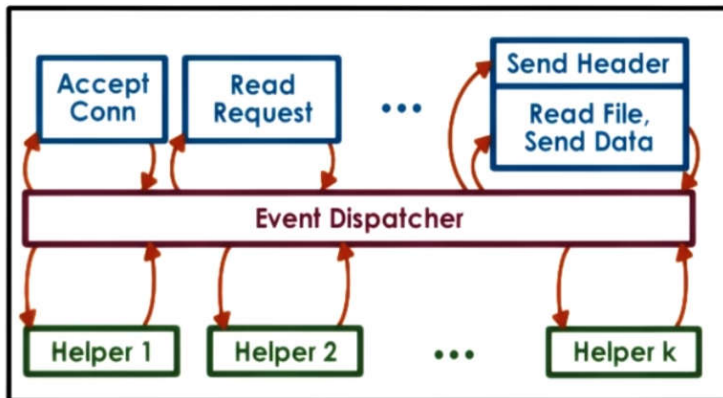 Accept
Conn
Read
Request
...
Send Header
Read File,
Send Data
Event Dispatcher
Helper 1
Helper 2
...
Helper k